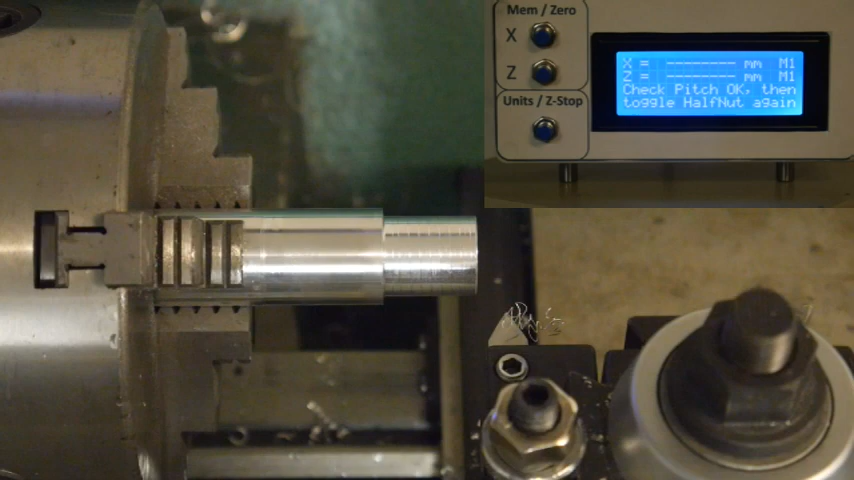 Mem / Zero
X
Z
Units / Z-Stop
X = -------- mm M1
Z = -------- mm M1
Check Pitch OK, then
toggle HalfNut again